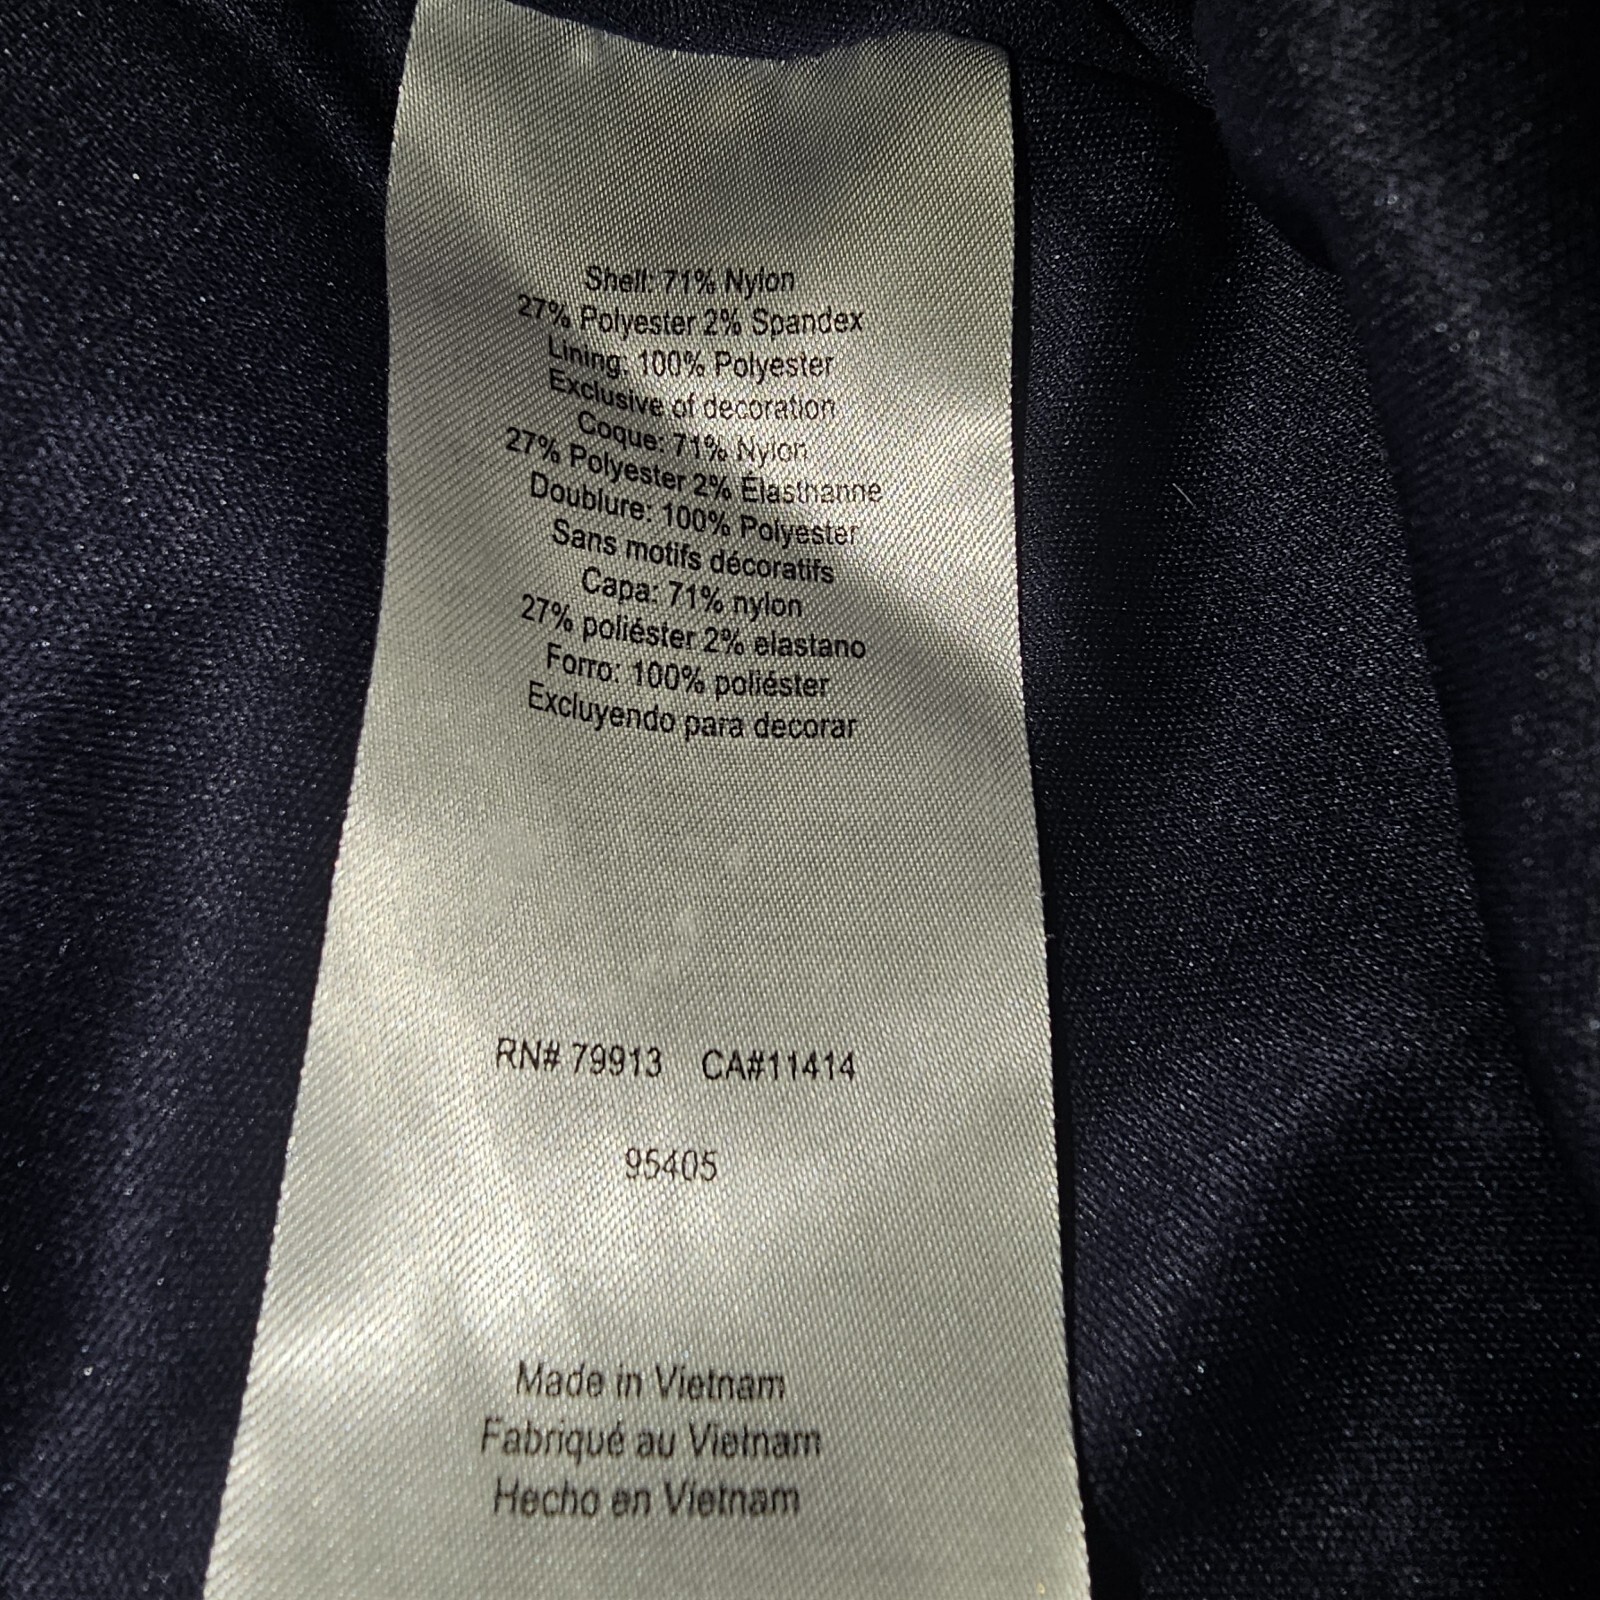 Shell: 71% Nylon
27% Polyester 2% Spandex
Lining: 100% Polyester
Exclusive of decoration
Coque: 71% Nylon
27% Polyester 2% Élasthanne
Doublure: 100% Polyester
Sans motifs décoratifs
Capa: 71% nylon
27% poliéster 2% elastano
Forro: 100% poliéster
Excluyendo para decorar
RN# 79913 CA#11414
95405
Made in Vietnam
Fabriqué au Vietnam
Hecho en Vietnam